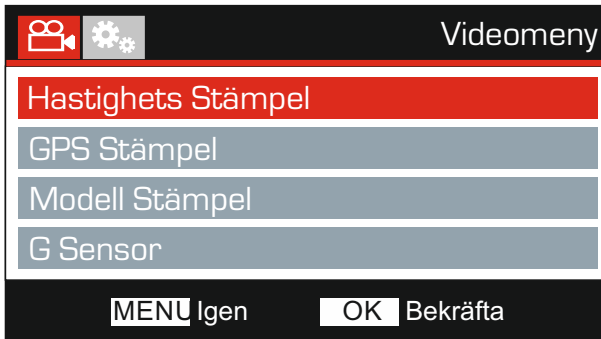 Videomeny
Hastighets Stämpel
GPS Stämpel
Modell Stämpel
G Sensor
MENU Igen OK Bekräfta